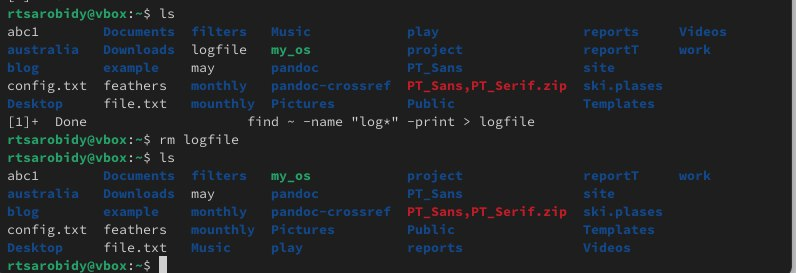 rtsarobidy@vbox:~$ ls
abc1 Documents filters Music play reports Videos
australia Downloads logfile my_os project reportT work
blog example may pandoc PT_Sans site
config.txt feathers mounthly pandoc-crossref PT_Sans,PT_Serif.zip ski.plases
Desktop file.txt mounthly Pictures Public Templates
[1]+ Done find ~ -name "log*" -print > logfile
rtsarobidy@vbox:~$ rm logfile
rtsarobidy@vbox:~$ ls
abc1 Documents filters my_os project reportT work
australia Downloads may pandoc PT_Sans site
blog example monthly pandoc-crossref PT_Sans,PT_Serif.zip ski.plases
config.txt feathers mounthly Pictures Public Templates
Desktop file.txt Music play reports Videos
rtsarobidy@vbox:~$